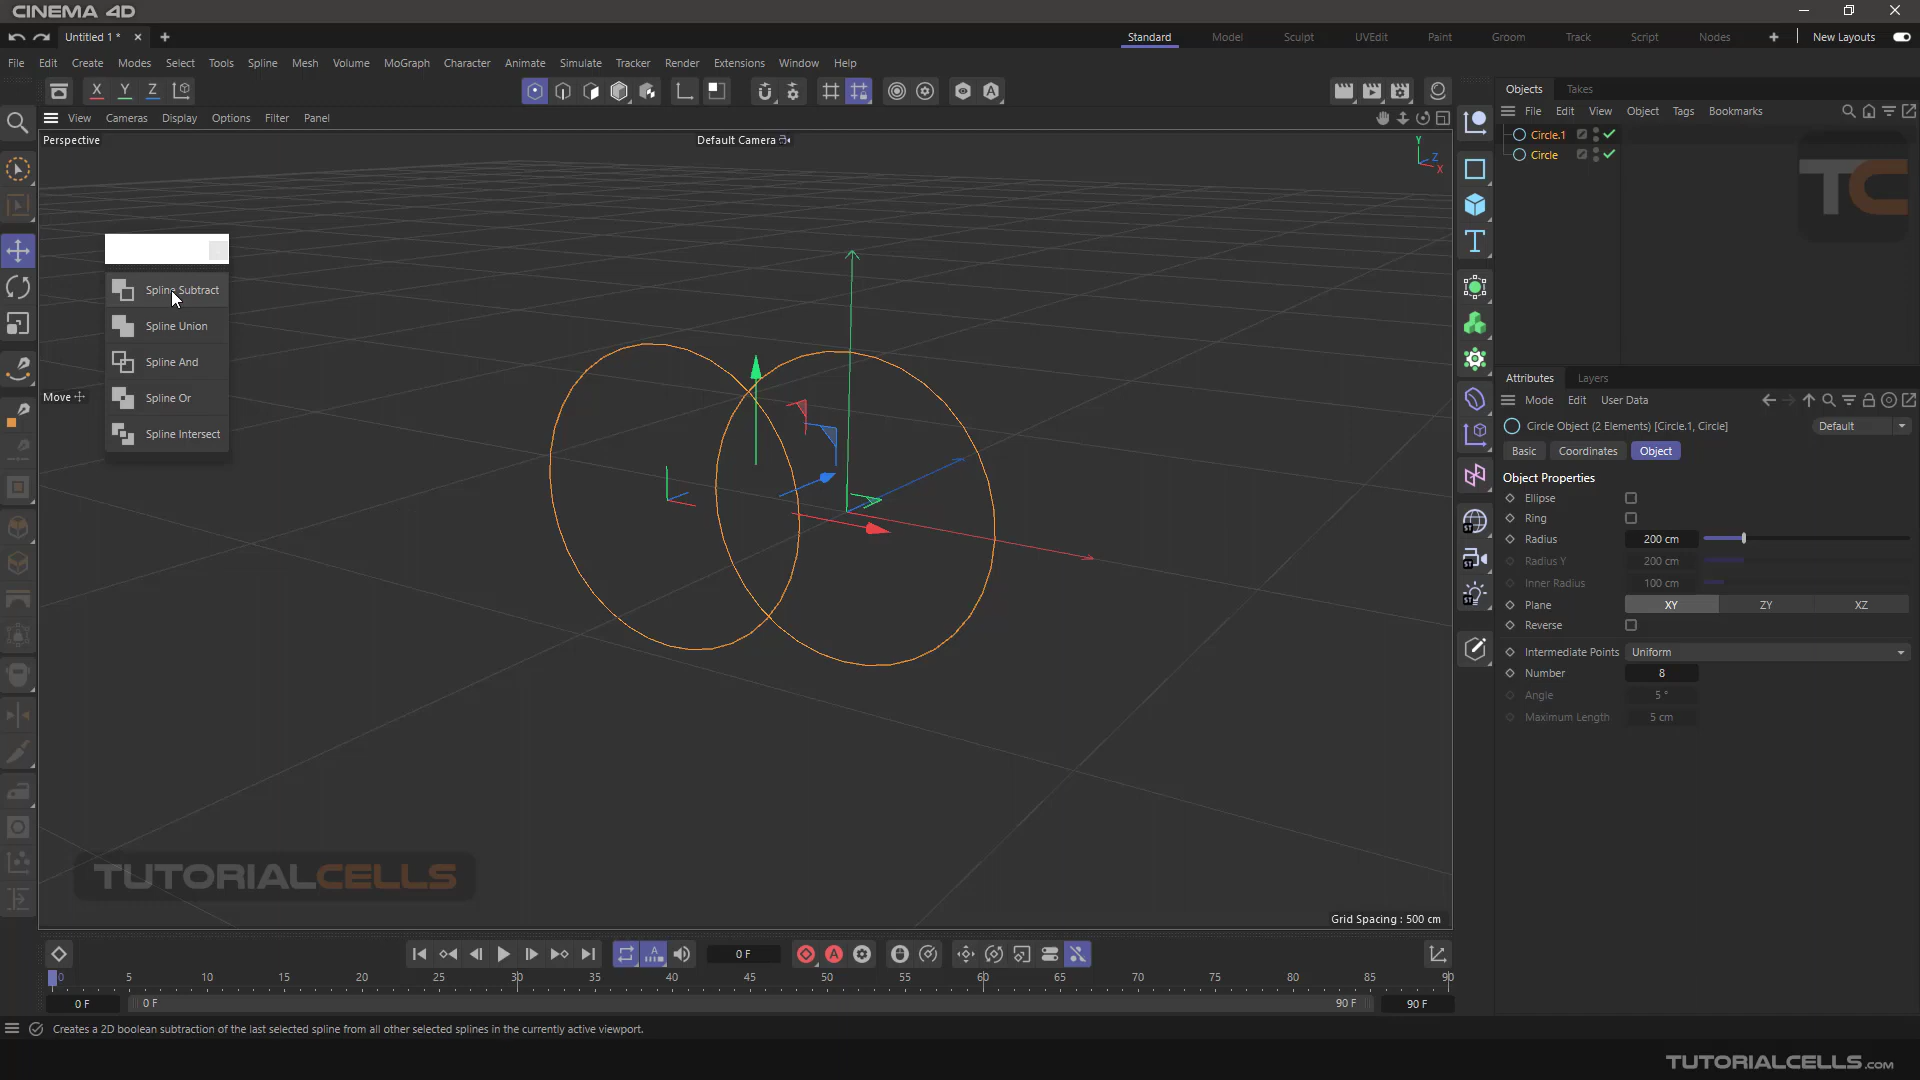 CINEMA 4D
Untitled 1 *
Standard
Model
Sculpt
UVEdit
Paint
Groom
Track
Script
Nodes
New Layouts
File Edit Create Modes Select Tools Spline Mesh Volume MoGraph Character Animate Simulate Tracker Render Extensions Window Help
X Y Z
View Cameras Display Options Filter Panel
Perspective
Default Camera
Y
Z
X
Spline Subtract
Spline Union
Spline And
Spline Or
Spline Intersect
Move
TUTORIALCELLS
Grid Spacing : 500 cm
Objects Takes
File Edit View Object Tags Bookmarks
Circle.1
Circle
TC
Attributes Layers
Mode Edit User Data
Circle Object (2 Elements) [Circle.1, Circle]
Default
Basic Coordinates Object
Object Properties
Ellipse
Ring
Radius 200 cm
Radius Y 200 cm
Inner Radius 100 cm
Plane XY ZY XZ
Reverse
Intermediate Points Uniform
Number 8
Angle 5 °
Maximum Length 5 cm
0 F
0 5 10 15 20 25 30 35 40 45 50 55 60 65 70 75 80 85 90
0 F 0 F 90 F 90 F
Creates a 2D boolean subtraction of the last selected spline from all other selected splines in the currently active viewport.
TUTORIALCELLS.COM